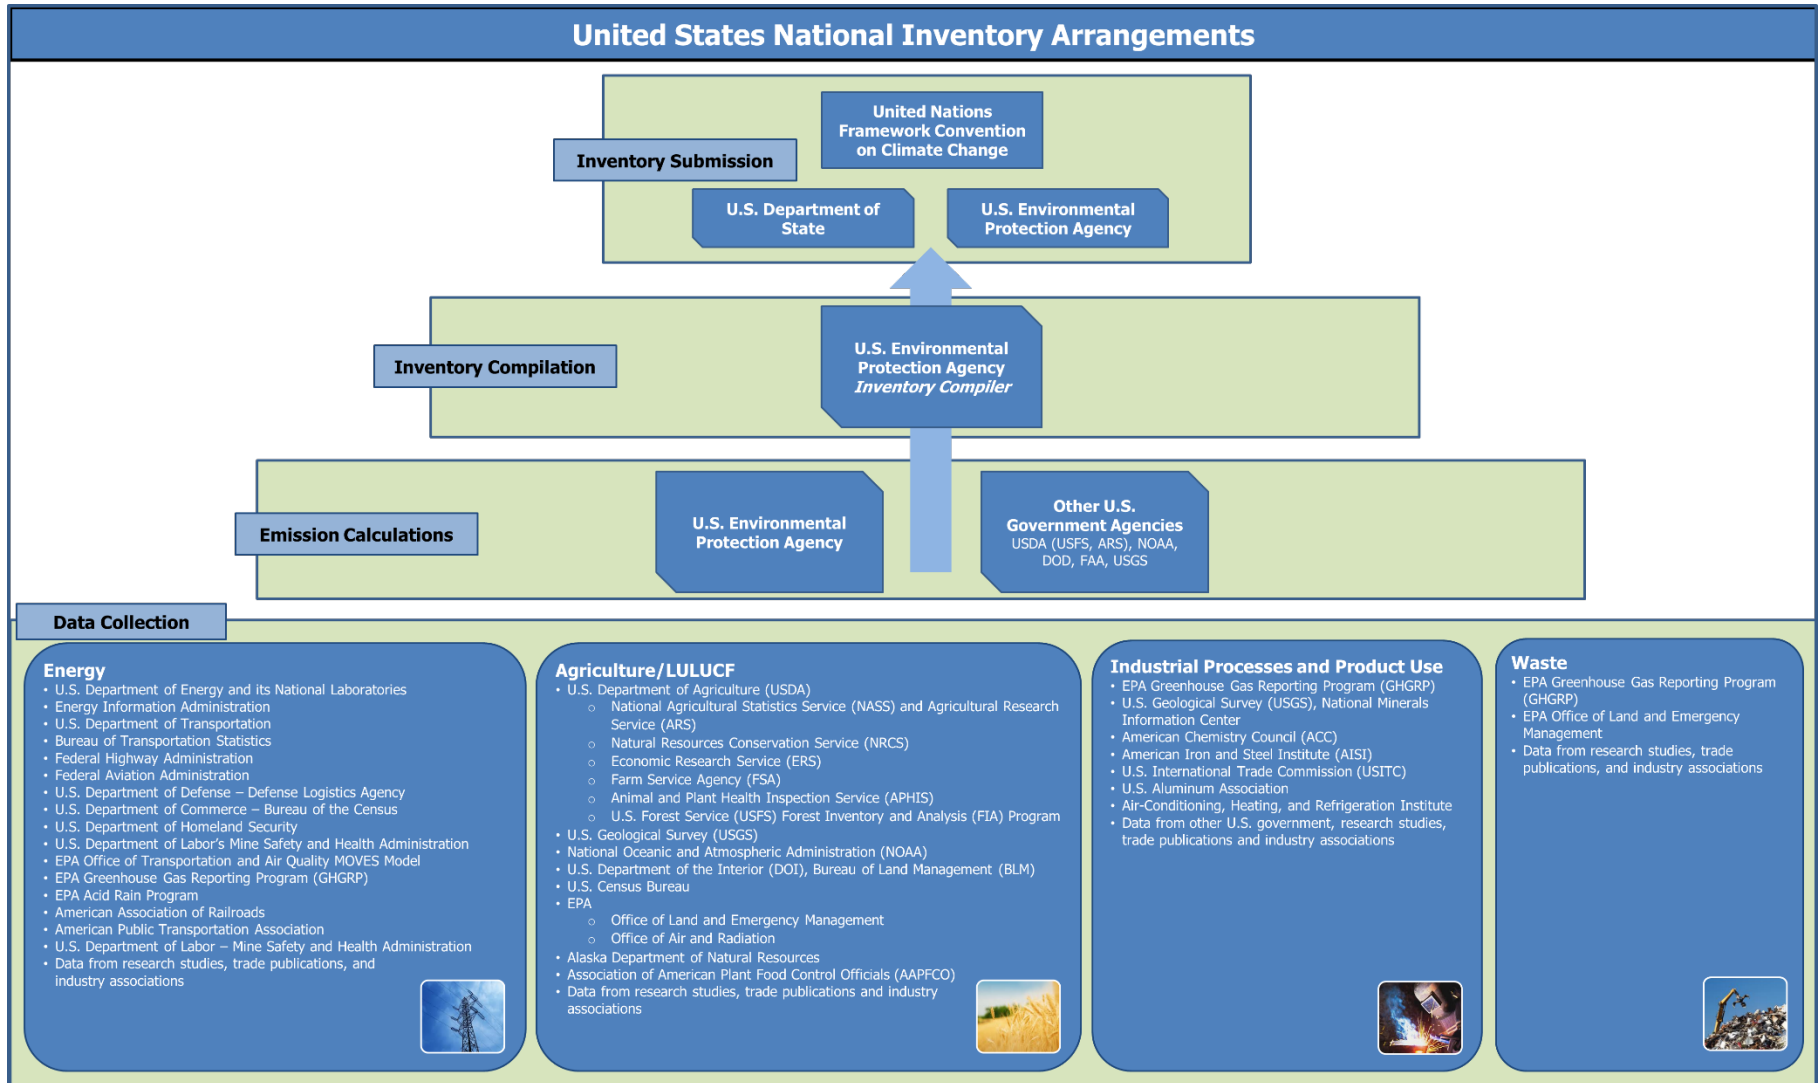 United States National Inventory Arrangements
United Nations
Framework Convention
on Climate Change
Inventory Submission
U.S. Department of
State
U.S. Environmental
Protection Agency
Inventory Compilation
U.S. Environmental
Protection Agency
Inventory Compiler
Emission Calculations
U.S. Environmental
Protection Agency
Other U.S.
Government Agencies
USDA (USFS, ARS), NOAA,
DOD, FAA, USGS
Data Collection
Energy
• U.S. Department of Energy and its National Laboratories
• Energy Information Administration
• U.S. Department of Transportation
• Bureau of Transportation Statistics
• Federal Highway Administration
• Federal Aviation Administration
• U.S. Department of Defense – Defense Logistics Agency
• U.S. Department of Commerce – Bureau of the Census
• U.S. Department of Homeland Security
• U.S. Department of Labor’s Mine Safety and Health Administration
• EPA Office of Transportation and Air Quality MOVES Model
• EPA Greenhouse Gas Reporting Program (GHGRP)
• EPA Acid Rain Program
• American Association of Railroads
• American Public Transportation Association
• U.S. Department of Labor – Mine Safety and Health Administration
• Data from research studies, trade publications, and
industry associations
Agriculture/LULUCF
• U.S. Department of Agriculture (USDA)
o National Agricultural Statistics Service (NASS) and Agricultural Research
Service (ARS)
o Natural Resources Conservation Service (NRCS)
o Economic Research Service (ERS)
o Farm Service Agency (FSA)
o Animal and Plant Health Inspection Service (APHIS)
o U.S. Forest Service (USFS) Forest Inventory and Analysis (FIA) Program
• U.S. Geological Survey (USGS)
• National Oceanic and Atmospheric Administration (NOAA)
• U.S. Department of the Interior (DOI), Bureau of Land Management (BLM)
• U.S. Census Bureau
• EPA
o Office of Land and Emergency Management
o Office of Air and Radiation
• Alaska Department of Natural Resources
• Association of American Plant Food Control Officials (AAPFCO)
• Data from research studies, trade publications and industry
associations
Industrial Processes and Product Use
• EPA Greenhouse Gas Reporting Program (GHGRP)
• U.S. Geological Survey (USGS), National Minerals
Information Center
• American Chemistry Council (ACC)
• American Iron and Steel Institute (AISI)
• U.S. International Trade Commission (USITC)
• U.S. Aluminum Association
• Air-Conditioning, Heating, and Refrigeration Institute
• Data from other U.S. government, research studies,
trade publications and industry associations
Waste
• EPA Greenhouse Gas Reporting Program
(GHGRP)
• EPA Office of Land and Emergency
Management
• Data from research studies, trade
publications, and industry associations